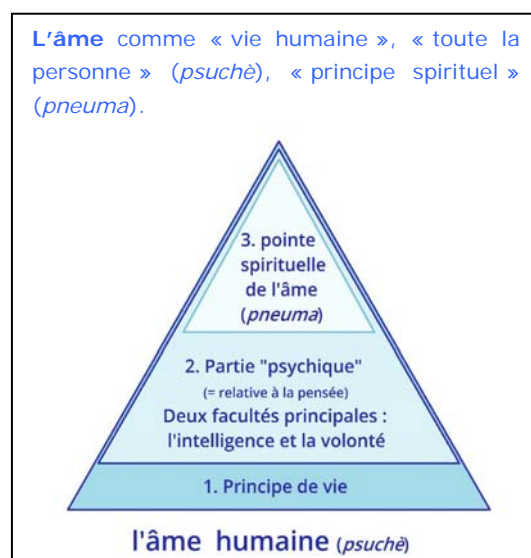 L'âme comme « vie humaine », « toute la
personne » (psuchè), « principe spirituel »
(pneuma).
3. pointe
spirituelle
de l'âme
(pneuma)
2. Partie "psychique"
(= relative à la pensée)
Deux facultés principales :
l'intelligence et la volonté
1. Principe de vie
l'âme humaine (psuchè)